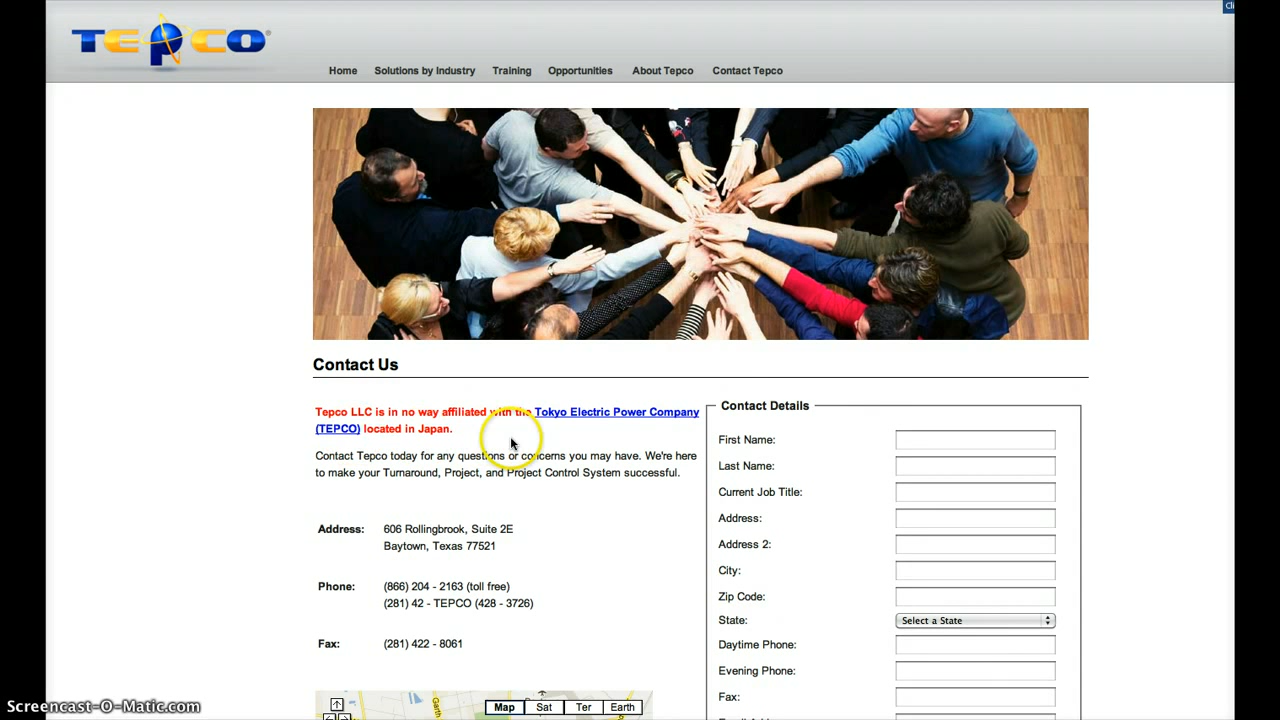 Cli
TEPCO®
Home Solutions by Industry Training Opportunities About Tepco Contact Tepco
Contact Us
Tepco LLC is in no way affiliated with the Tokyo Electric Power Company
(TEPCO) located in Japan.
Contact Tepco today for any questions or concerns you may have. We're here
to make your Turnaround, Project, and Project Control System successful.
Address: 606 Rollingbrook, Suite 2E
Baytown, Texas 77521
Phone: (866) 204 - 2163 (toll free)
(281) 42 - TEPCO (428 - 3726)
Fax: (281) 422 - 8061
Map Sat Ter Earth
Contact Details
First Name:
Last Name:
Current Job Title:
Address:
Address 2:
City:
Zip Code:
State: Select a State
Daytime Phone:
Evening Phone:
Fax:
Screencast-O-Matic.com